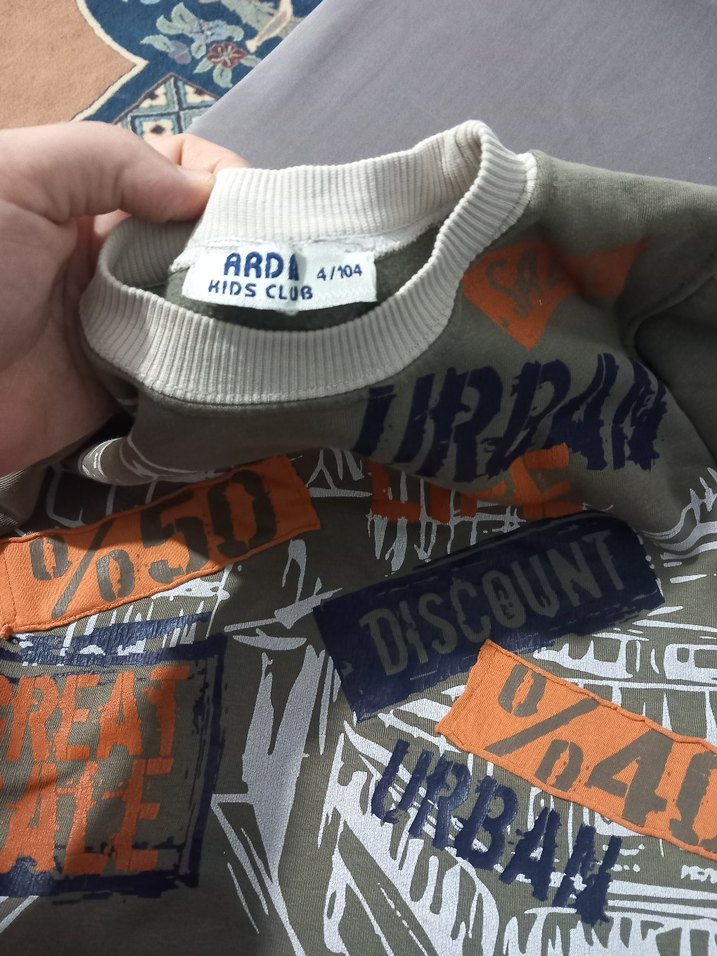 ARDA 4/104
KIDS CLUB
URBAN
LIFE
%50
DISCOUNT
GREAT
SALE
%40
URBAN